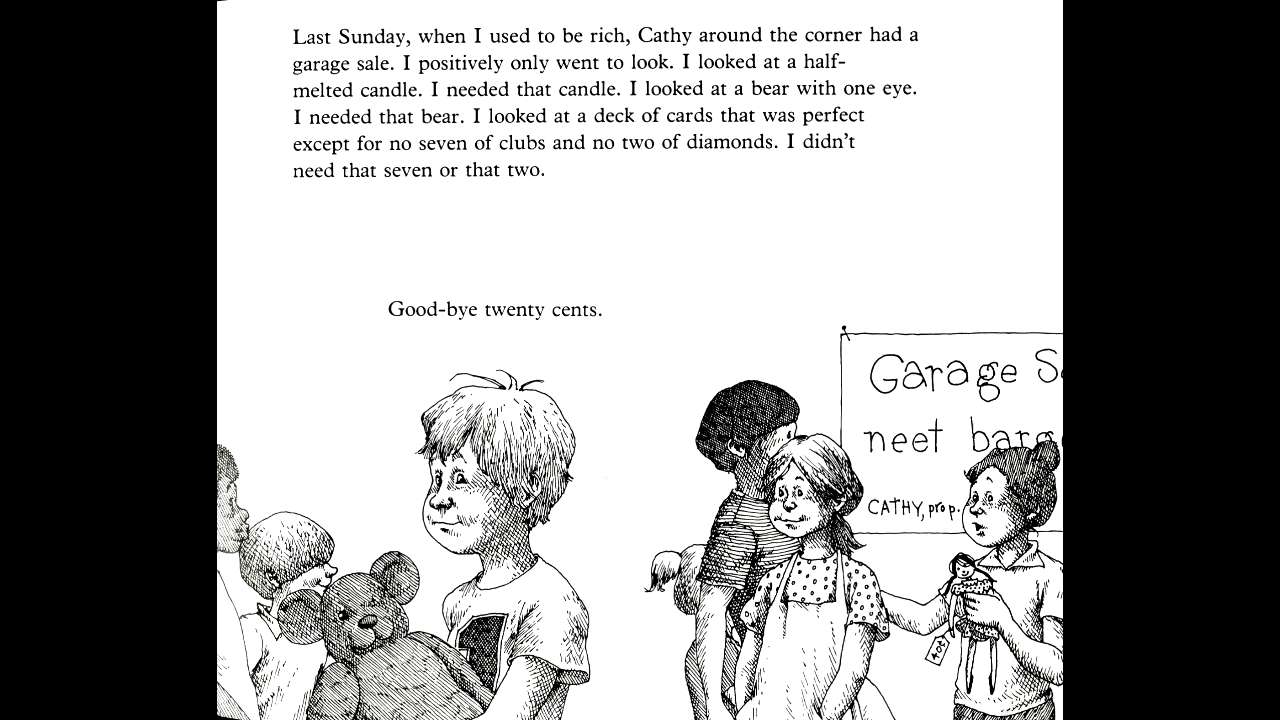 Last Sunday, when I used to be rich, Cathy around the corner had a
garage sale. I positively only went to look. I looked at a half-
melted candle. I needed that candle. I looked at a bear with one eye.
I needed that bear. I looked at a deck of cards that was perfect
except for no seven of clubs and no two of diamonds. I didn't
need that seven or that two.
Good-bye twenty cents.
Garage S
neet barg
CATHY, prop.
40¢